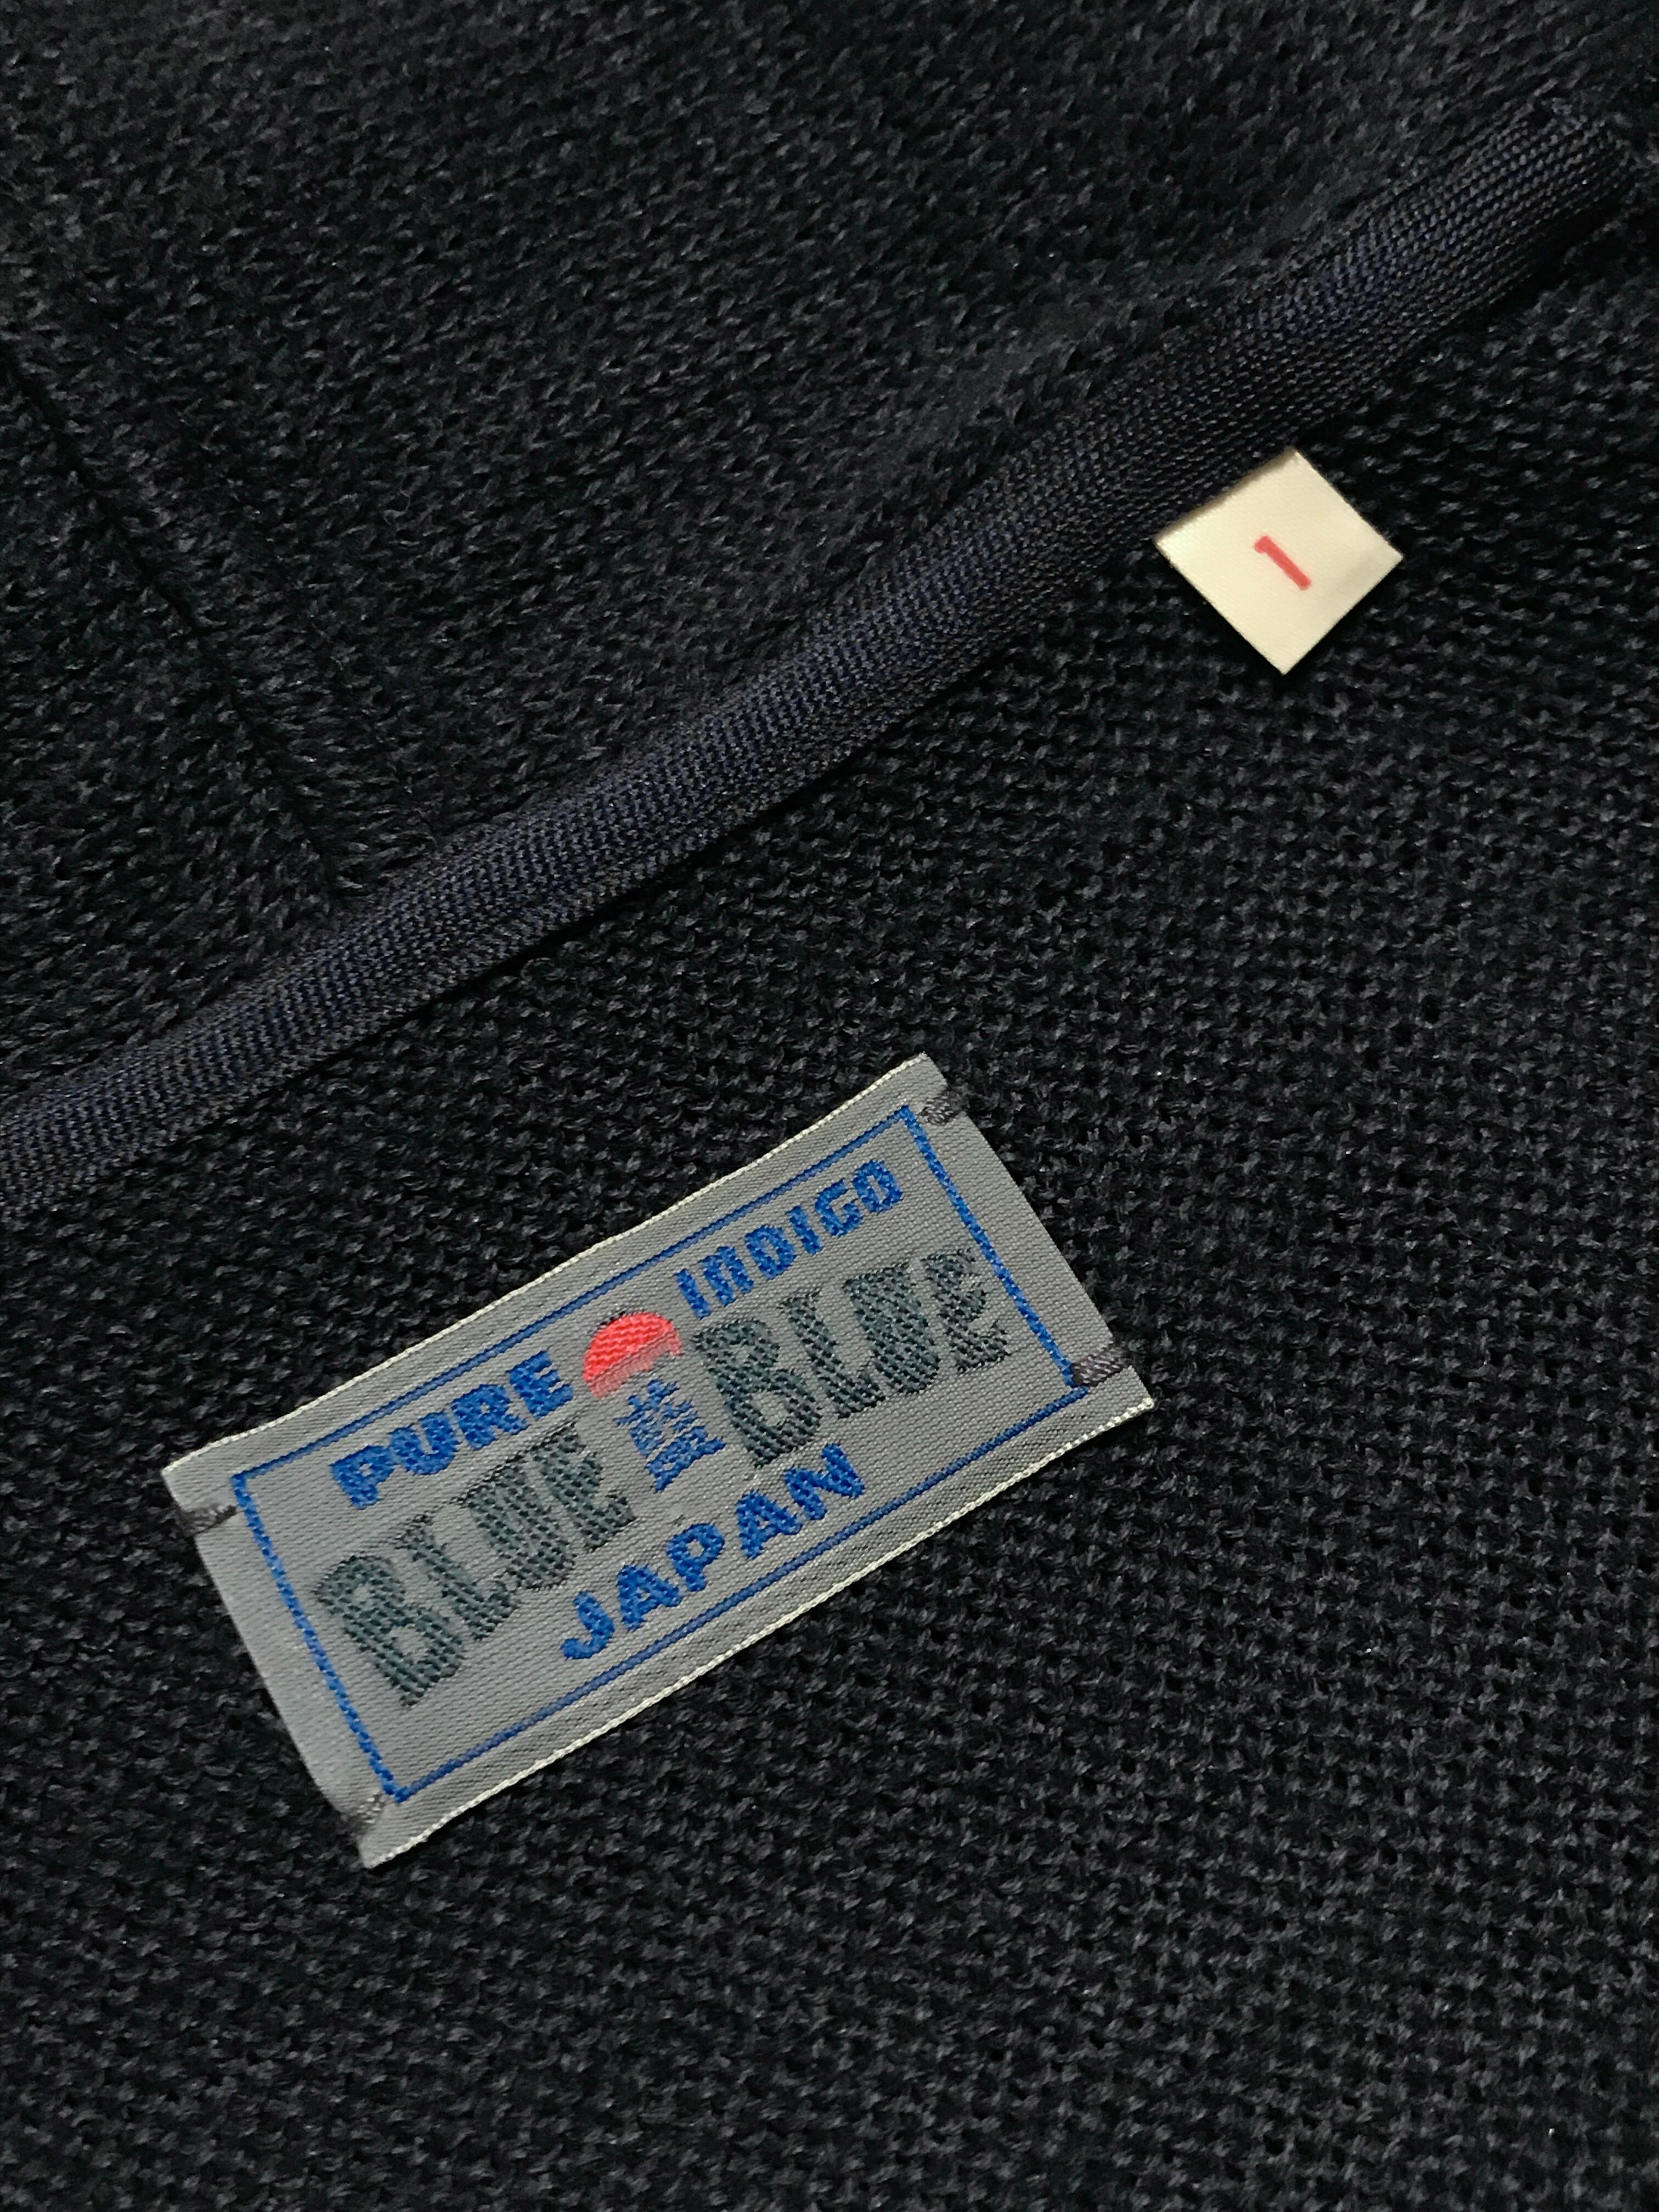 1
PURE INDIGO
BLUE 藍 BLUE
JAPAN